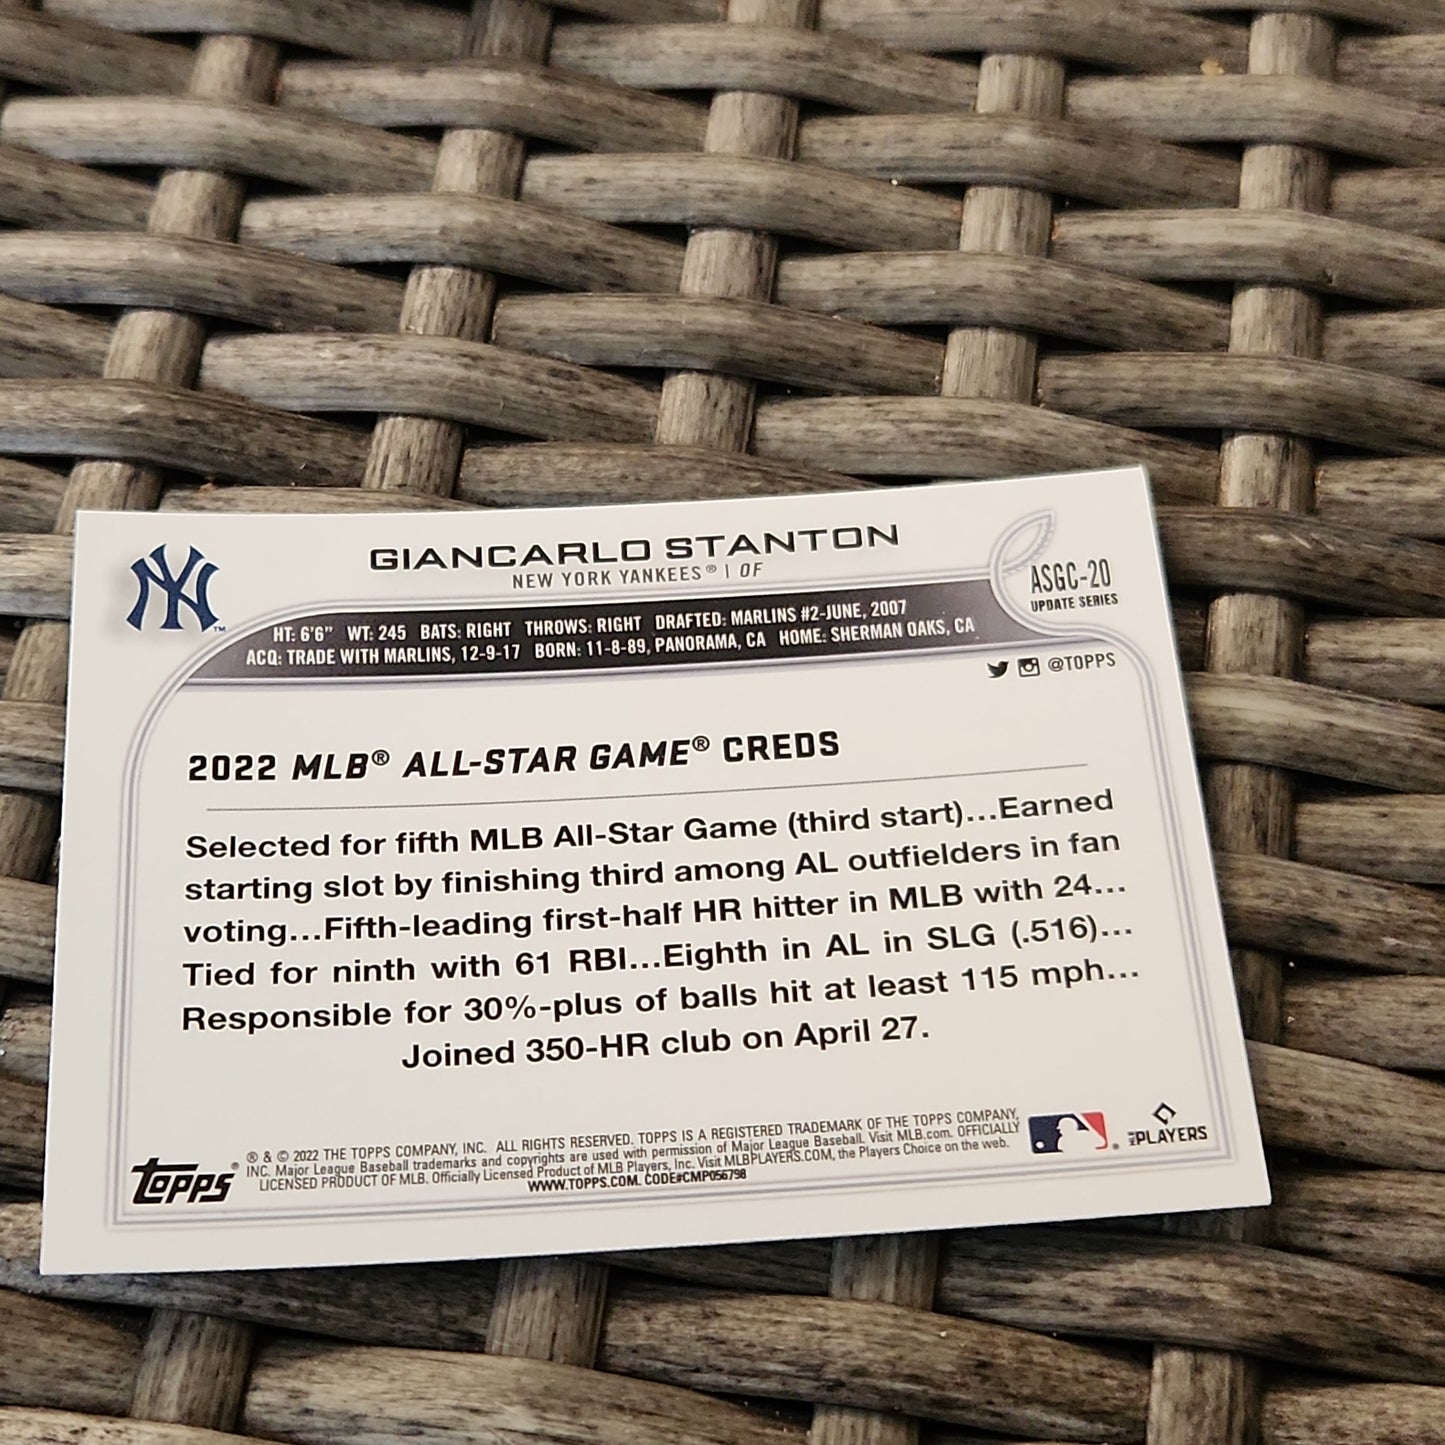 GIANCARLO STANTON
NEW YORK YANKEES® | OF
ASGC-20
UPDATE SERIES
NY™
HT: 6'6" WT: 245 BATS: RIGHT THROWS: RIGHT DRAFTED: MARLINS #2-JUNE, 2007
ACQ: TRADE WITH MARLINS, 12-9-17 BORN: 11-8-89, PANORAMA, CA HOME: SHERMAN OAKS, CA
@TOPPS
2022 MLB® ALL-STAR GAME® CREDS
Selected for fifth MLB All-Star Game (third start)...Earned
starting slot by finishing third among AL outfielders in fan
voting...Fifth-leading first-half HR hitter in MLB with 24...
Tied for ninth with 61 RBI...Eighth in AL in SLG (.516)...
Responsible for 30%-plus of balls hit at least 115 mph...
Joined 350-HR club on April 27.
TOPPS®
® & © 2022 THE TOPPS COMPANY, INC. ALL RIGHTS RESERVED. TOPPS IS A REGISTERED TRADEMARK OF THE TOPPS COMPANY,
INC. Major League Baseball trademarks and copyrights are used with permission of Major League Baseball. Visit MLB.com. OFFICIALLY
LICENSED PRODUCT OF MLB. Officially Licensed Product of MLB Players, Inc. Visit MLBPLAYERS.COM, the Players Choice on the web.
WWW.TOPPS.COM. CODE#CMP056798
MLB PLAYERS